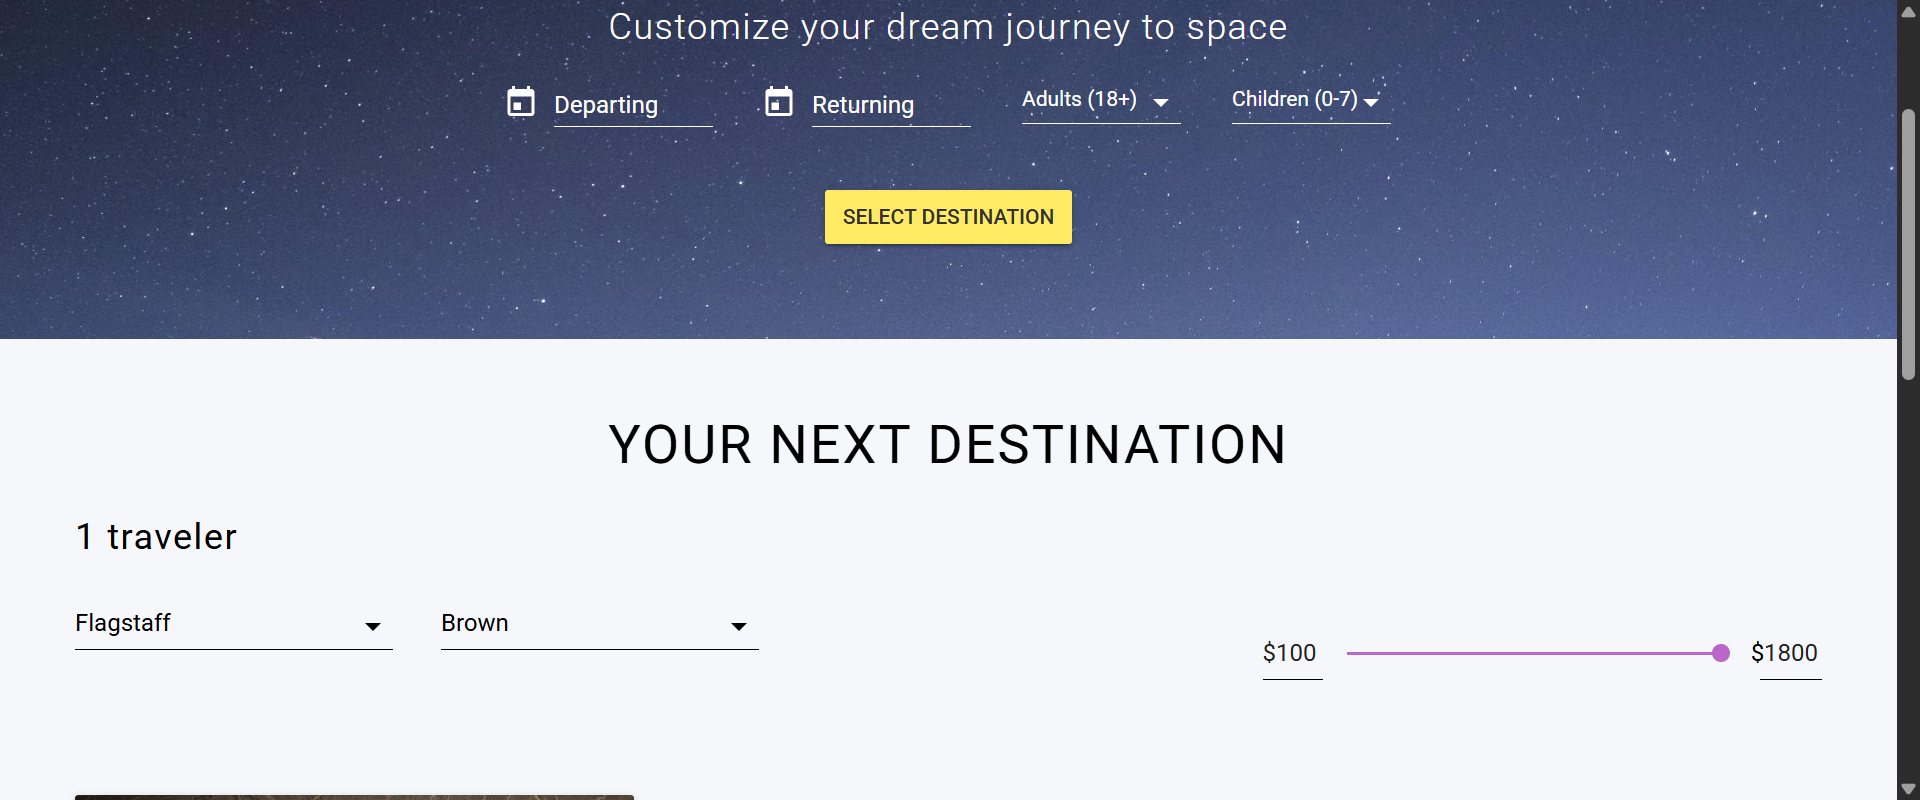 Customize your dream journey to space
Departing
Returning
Adults (18+)
Children (0-7)
SELECT DESTINATION
YOUR NEXT DESTINATION
1 traveler
Flagstaff
Brown
$100
$1800